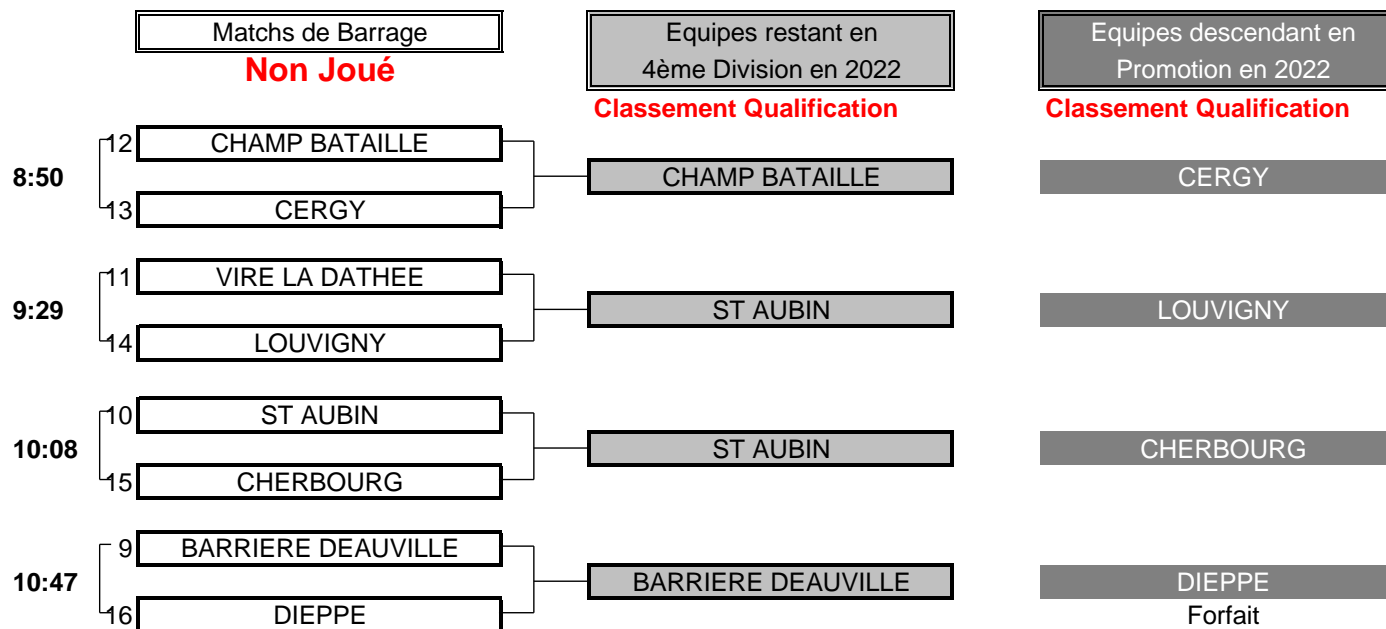 Matchs de Barrage
Non Joué
Equipes restant en
4ème Division en 2022
Classement Qualification
Equipes descendant en
Promotion en 2022
Classement Qualification
8:50
12 CHAMP BATAILLE
13 CERGY
CHAMP BATAILLE
CERGY
9:29
11 VIRE LA DATHEE
14 LOUVIGNY
ST AUBIN
LOUVIGNY
10:08
10 ST AUBIN
15 CHERBOURG
ST AUBIN
CHERBOURG
10:47
9 BARRIERE DEAUVILLE
16 DIEPPE
BARRIERE DEAUVILLE
DIEPPE
Forfait